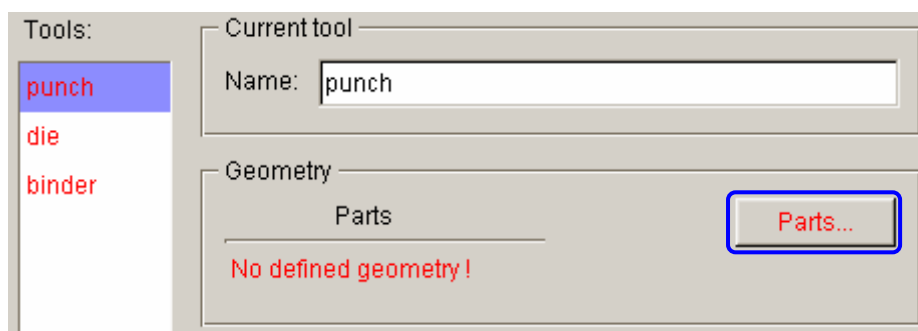 Tools:
punch
die
binder
Current tool
Name: punch
Geometry
Parts
No defined geometry !
Parts...